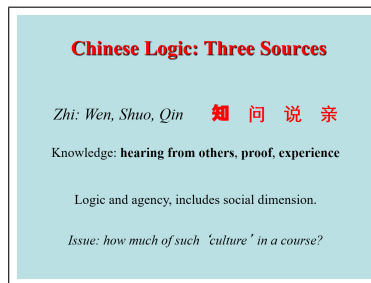 Chinese Logic: Three Sources
Zhi: Wen, Shuo, Qin 知 问 说 亲
Knowledge: hearing from others, proof, experience
Logic and agency, includes social dimension.
Issue: how much of such ‘culture’ in a course?